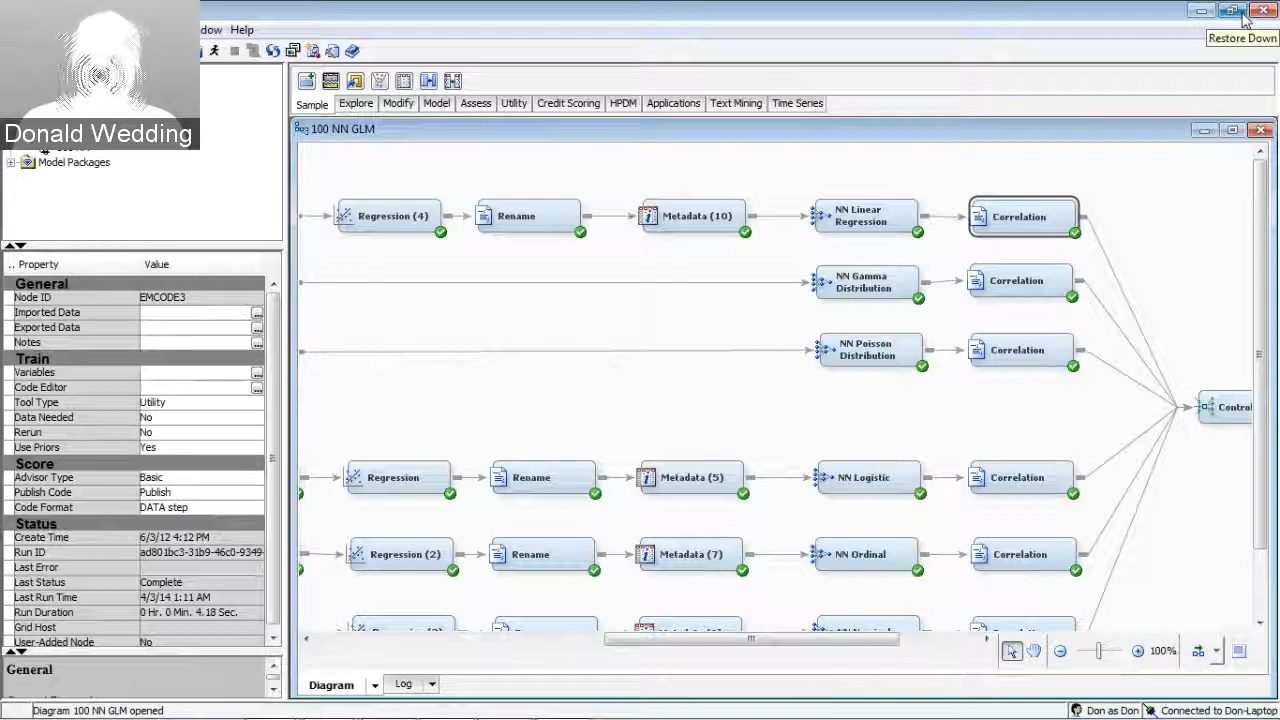 Donald Wedding
dow Help
Restore Down
Sample Explore Modify Model Assess Utility Credit Scoring HPDM Applications Text Mining Time Series
100 NN GLM
Model Packages
.. Property Value
General
Node ID EMCODE3
Imported Data ...
Exported Data ...
Notes ...
Train
Variables ...
Code Editor ...
Tool Type Utility
Data Needed No
Rerun No
Use Priors Yes
Score
Advisor Type Basic
Publish Code Publish
Code Format DATA step
Status
Create Time 6/3/12 4:12 PM
Run ID ad801bc3-31b9-46c0-9349-
Last Error
Last Status Complete
Last Run Time 4/3/14 1:11 AM
Run Duration 0 Hr. 0 Min. 4.18 Sec.
Grid Host
User-Added Node No
General
Regression (4) Rename Metadata (10) NN Linear Regression Correlation
NN Gamma Distribution Correlation
NN Poisson Distribution Correlation
Control
Regression Rename Metadata (5) NN Logistic Correlation
Regression (2) Rename Metadata (7) NN Ordinal Correlation
100%
Diagram Log
Diagram 100 NN GLM opened
Don as Don Connected to Don-Laptop